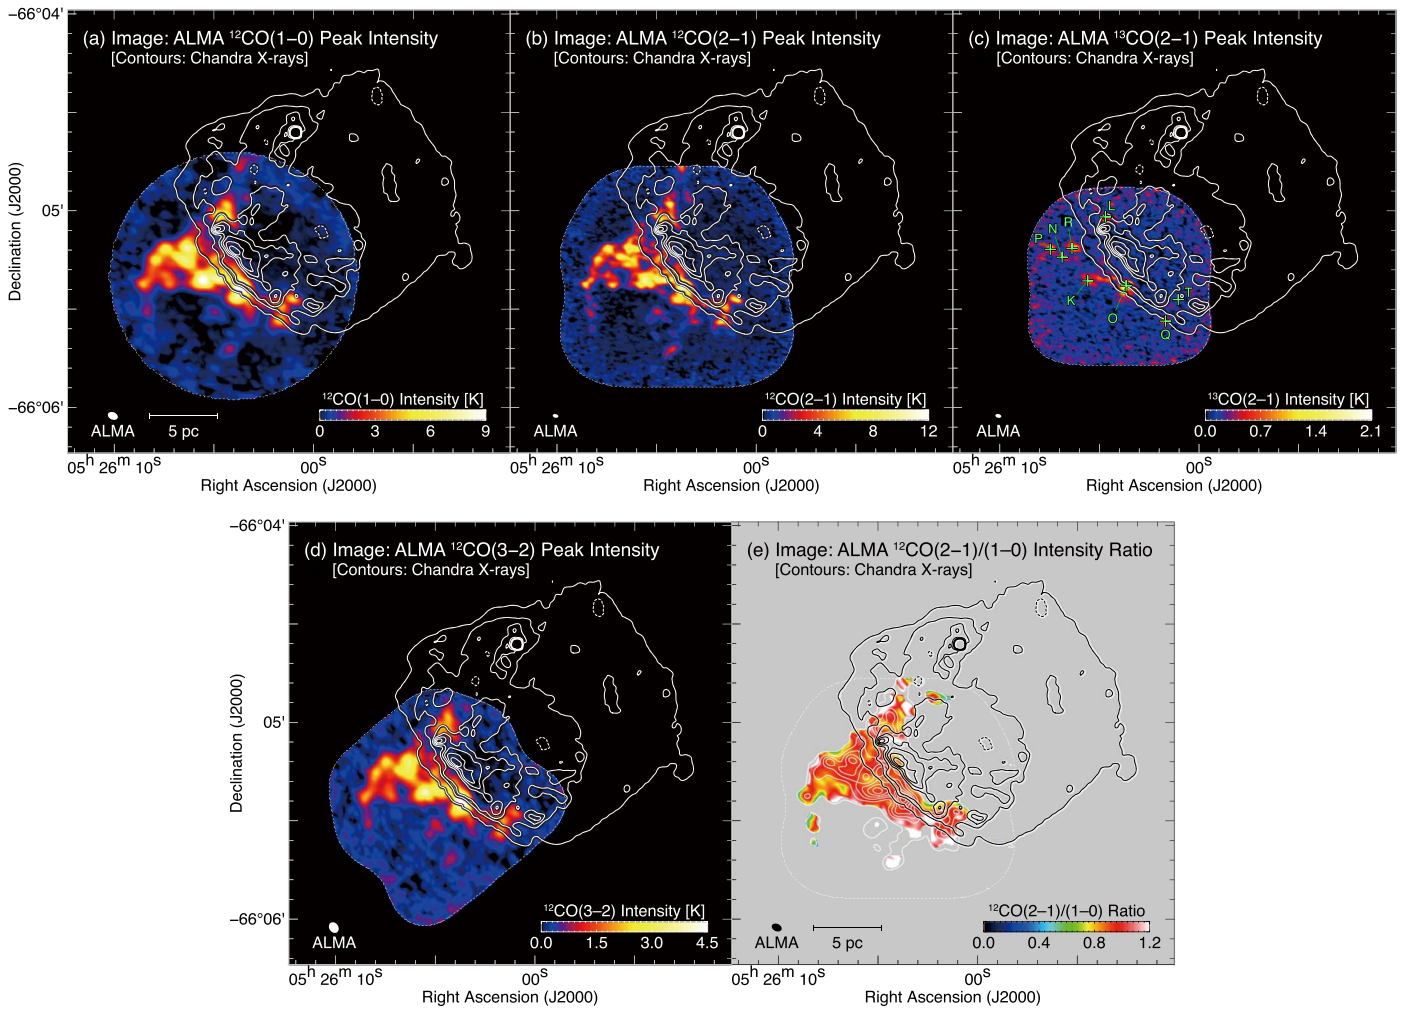 (a) Image: ALMA ¹²CO(1–0) Peak Intensity
[Contours: Chandra X-rays]
(b) Image: ALMA ¹²CO(2–1) Peak Intensity
[Contours: Chandra X-rays]
(c) Image: ALMA ¹³CO(2–1) Peak Intensity
[Contours: Chandra X-rays]
−66°04'
05'
−66°06'
Declination (J2000)
L
R
N
P
K
O
T
Q
¹²CO(1–0) Intensity [K]
0 3 6 9
ALMA
5 pc
¹²CO(2–1) Intensity [K]
0 4 8 12
ALMA
¹³CO(2–1) Intensity [K]
0.0 0.7 1.4 2.1
ALMA
05ʰ 26ᵐ 10ˢ 00ˢ
05ʰ 26ᵐ 10ˢ 00ˢ
05ʰ 26ᵐ 10ˢ 00ˢ
Right Ascension (J2000)
Right Ascension (J2000)
Right Ascension (J2000)
(d) Image: ALMA ¹²CO(3–2) Peak Intensity
[Contours: Chandra X-rays]
(e) Image: ALMA ¹²CO(2–1)/(1–0) Intensity Ratio
[Contours: Chandra X-rays]
−66°04'
05'
−66°06'
Declination (J2000)
¹²CO(3–2) Intensity [K]
0.0 1.5 3.0 4.5
ALMA
¹²CO(2–1)/(1–0) Ratio
0.0 0.4 0.8 1.2
ALMA
5 pc
05ʰ 26ᵐ 10ˢ 00ˢ
05ʰ 26ᵐ 10ˢ 00ˢ
Right Ascension (J2000)
Right Ascension (J2000)